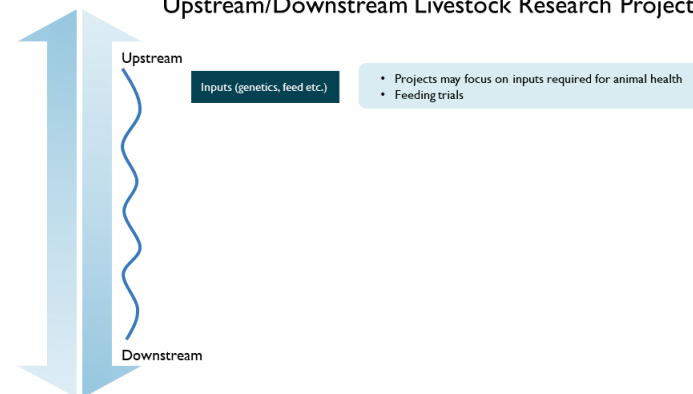 Upstream/Downstream Livestock Research Project
Upstream
Inputs (genetics, feed etc.)
• Projects may focus on inputs required for animal health
• Feeding trials
Downstream